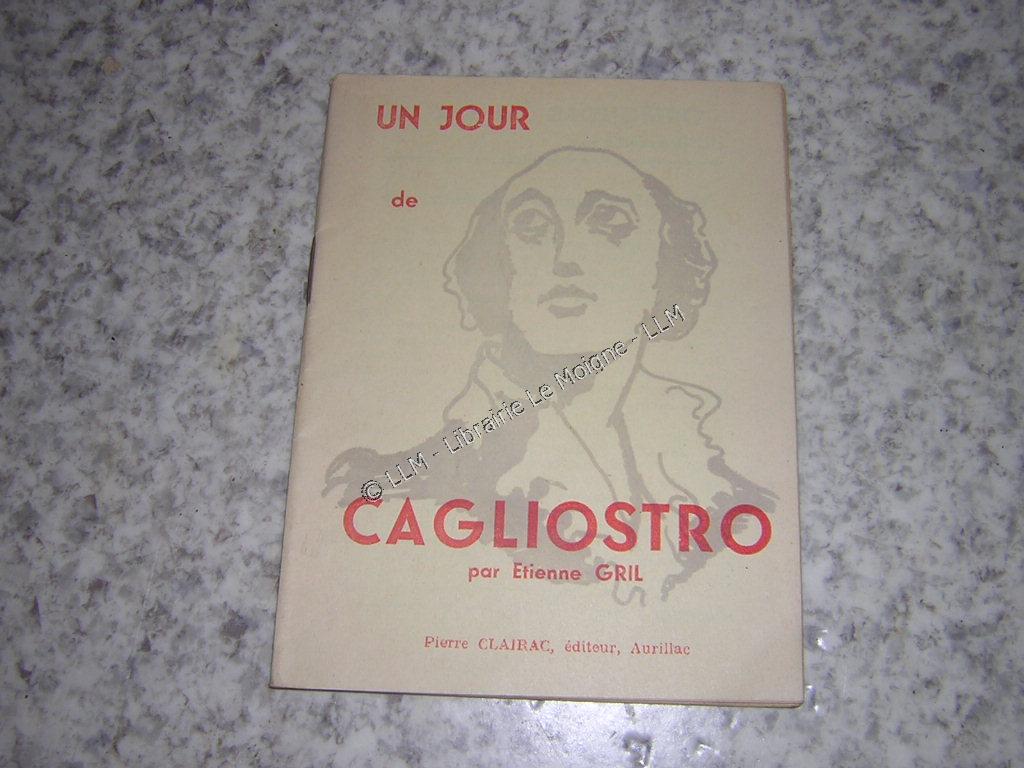 UN JOUR
de
© LLM - Librairie Le Moigne - LLM
CAGLIOSTRO
par Etienne GRIL
Pierre CLAIRAC, éditeur, Aurillac